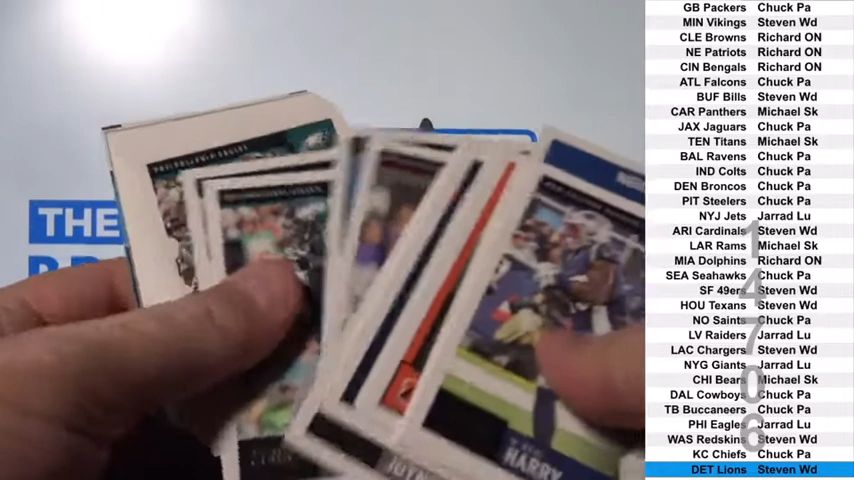 GB Packers Chuck Pa
MIN Vikings Steven Wd
CLE Browns Richard ON
NE Patriots Richard ON
CIN Bengals Richard ON
ATL Falcons Chuck Pa
BUF Bills Steven Wd
CAR Panthers Michael Sk
JAX Jaguars Chuck Pa
TEN Titans Michael Sk
BAL Ravens Chuck Pa
IND Colts Chuck Pa
DEN Broncos Chuck Pa
PIT Steelers Chuck Pa
NYJ Jets Jarrad Lu
ARI Cardinals Steven Wd
LAR Rams Michael Sk
MIA Dolphins Richard ON
SEA Seahawks Chuck Pa
SF 49ers Steven Wd
HOU Texans Steven Wd
NO Saints Chuck Pa
LV Raiders Jarrad Lu
LAC Chargers Steven Wd
NYG Giants Jarrad Lu
CHI Bears Michael Sk
DAL Cowboys Chuck Pa
TB Buccaneers Chuck Pa
PHI Eagles Jarrad Lu
WAS Redskins Steven Wd
KC Chiefs Chuck Pa
DET Lions Steven Wd
14706
THE
PHILADELPHIA EAGLES
HARRY